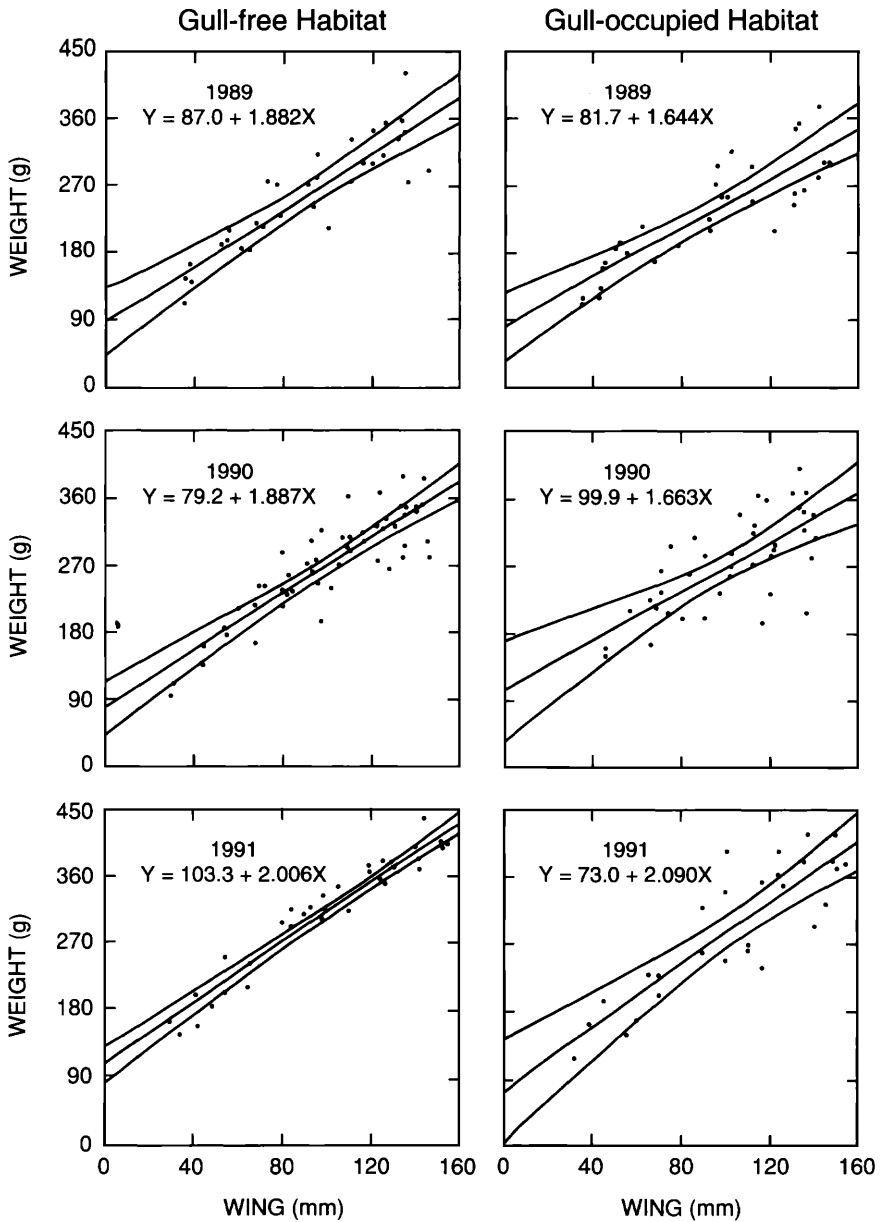 Gull-free Habitat
Gull-occupied Habitat
450
360
270
180
90
0
WEIGHT (g)
1989
Y = 87.0 + 1.882X
1989
Y = 81.7 + 1.644X
450
360
270
180
90
0
WEIGHT (g)
1990
Y = 79.2 + 1.887X
1990
Y = 99.9 + 1.663X
450
360
270
180
90
0
WEIGHT (g)
1991
Y = 103.3 + 2.006X
1991
Y = 73.0 + 2.090X
40 80 120 160
0 40 80 120 160
WING (mm)
WING (mm)